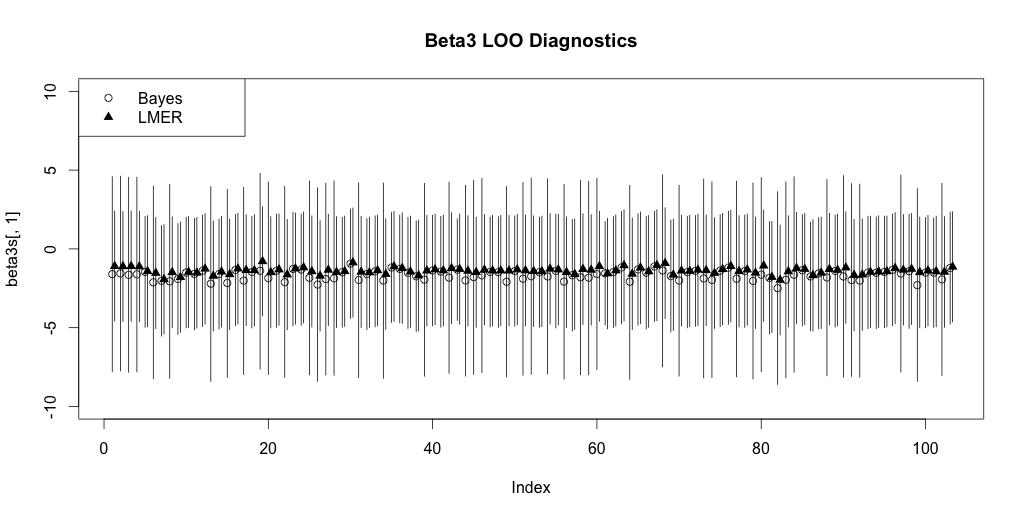 Beta3 LOO Diagnostics
Bayes
LMER
beta3s[, 1]
10
5
0
-5
-10
0 20 40 60 80 100
Index